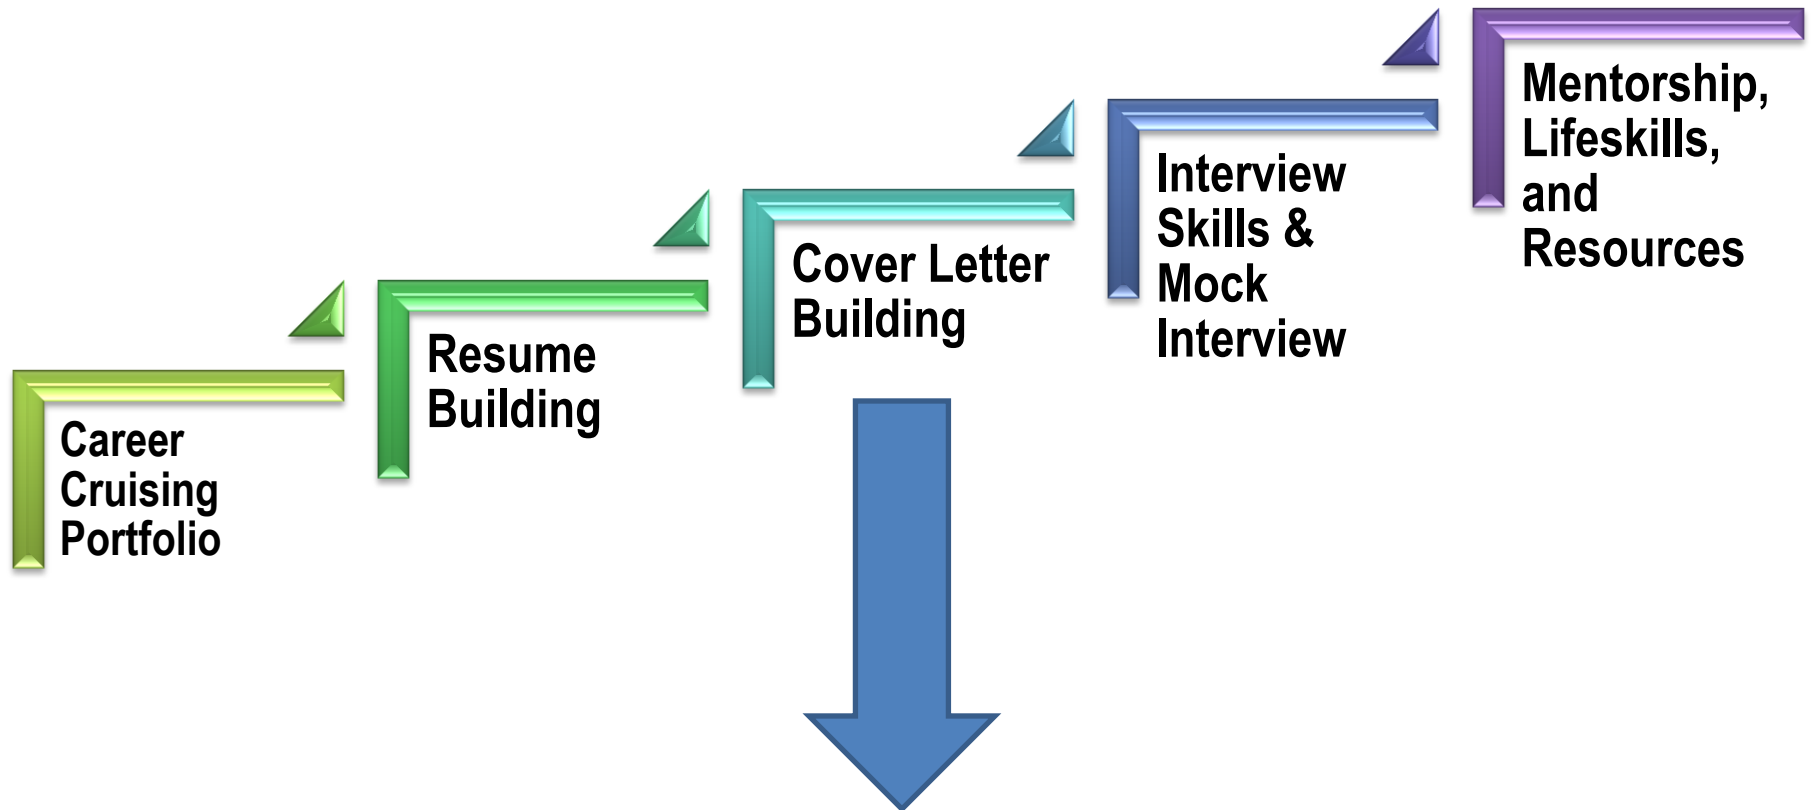 Career
Cruising
Portfolio
Resume
Building
Cover Letter
Building
Interview
Skills &
Mock
Interview
Mentorship,
Lifeskills,
and
Resources